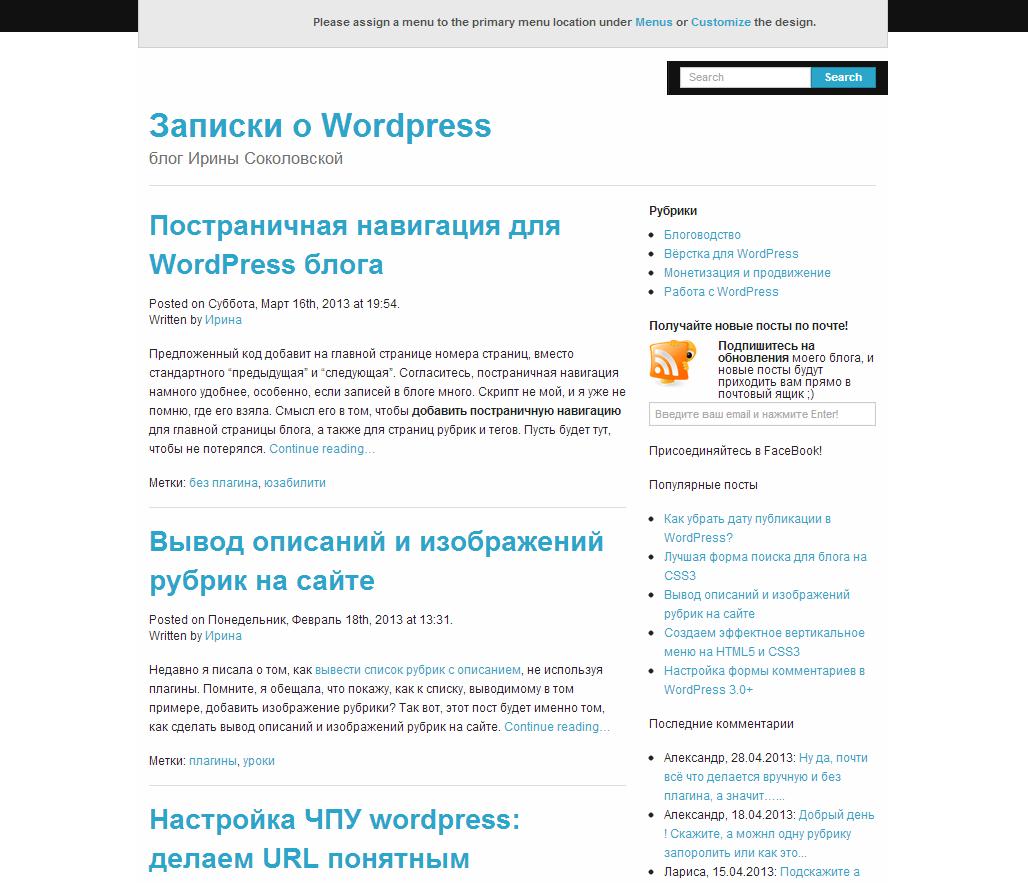 Please assign a menu to the primary menu location under Menus or Customize the design.
Search Search
Записки о Wordpress
блог Ирины Соколовской
Постраничная навигация для
WordPress блога
Posted on Суббота, Март 16th, 2013 at 19:54.
Written by Ирина
Предложенный код добавит на главной странице номера страниц, вместо
стандартного “предыдущая” и “следующая”. Согласитесь, постраничная навигация
намного удобнее, особенно, если записей в блоге много. Скрипт не мой, и я уже не
помню, где его взяла. Смысл его в том, чтобы добавить постраничную навигацию
для главной страницы блога, а также для страниц рубрик и тегов. Пусть будет тут,
чтобы не потерялся. Continue reading…
Метки: без плагина, юзабилити
Вывод описаний и изображений
рубрик на сайте
Posted on Понедельник, Февраль 18th, 2013 at 13:31.
Written by Ирина
Недавно я писала о том, как вывести список рубрик с описанием, не используя
плагины. Помните, я обещала, что покажу, как к списку, выводимому в том
примере, добавить изображение рубрики? Так вот, этот пост будет именно том,
как сделать вывод описаний и изображений рубрик на сайте. Continue reading…
Метки: плагины, уроки
Настройка ЧПУ wordpress:
делаем URL понятным
Рубрики
Блоговодство
Вёрстка для WordPress
Монетизация и продвижение
Работа с WordPress
Получайте новые посты по почте!
Подпишитесь на
обновления моего блога, и
новые посты будут
приходить вам прямо в
почтовый ящик ;)
Введите ваш email и нажмите Enter!
Присоединяйтесь в FaceBook!
Популярные посты
Как убрать дату публикации в
WordPress?
Лучшая форма поиска для блога на
CSS3
Вывод описаний и изображений
рубрик на сайте
Создаем эффектное вертикальное
меню на HTML5 и CSS3
Настройка формы комментариев в
WordPress 3.0+
Последние комментарии
Александр, 28.04.2013: Ну да, почти
всё что делается вручную и без
плагина, а значит…...
Александр, 18.04.2013: Добрый день
! Скажите, а можнл одну рубрику
запоролить или как это...
Лариса, 15.04.2013: Подскажите а